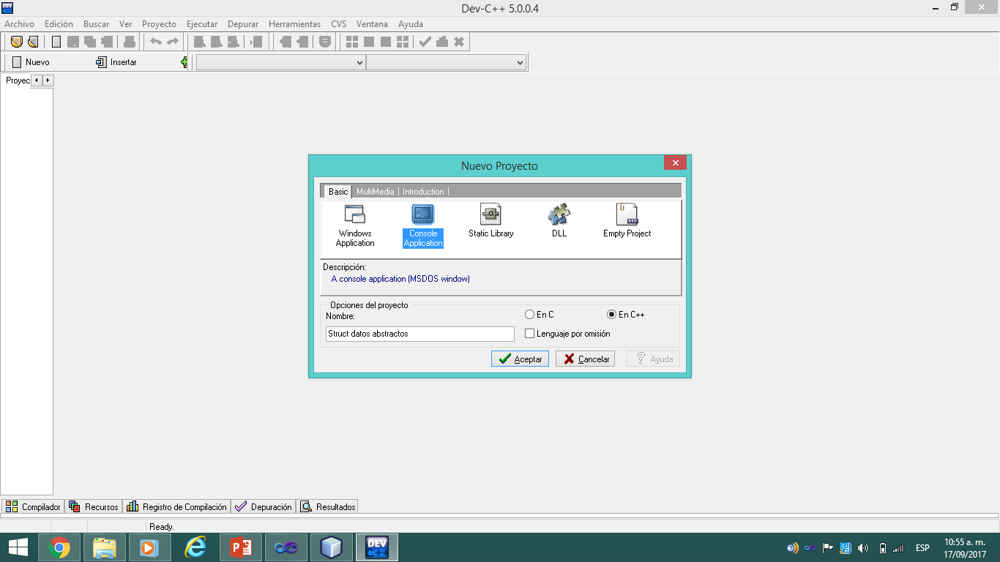 Dev-C++ 5.0.0.4
Archivo Edición Buscar Ver Proyecto Ejecutar Depurar Herramientas CVS Ventana Ayuda
Nuevo Insertar
Proyec
Nuevo Proyecto
Basic MultiMedia Introduction
Windows Application
Console Application
Static Library
DLL
Empty Project
DEV
Descripción:
A console application (MSDOS window)
Opciones del proyecto
Nombre:
En C En C++
Struct datos abstractos
Lenguaje por omisión
Aceptar Cancelar Ayuda
Compilador Recursos Registro de Compilación Depuración Resultados
Ready.
DEV
C++
ESP
10:55 a. m.
17/09/2017